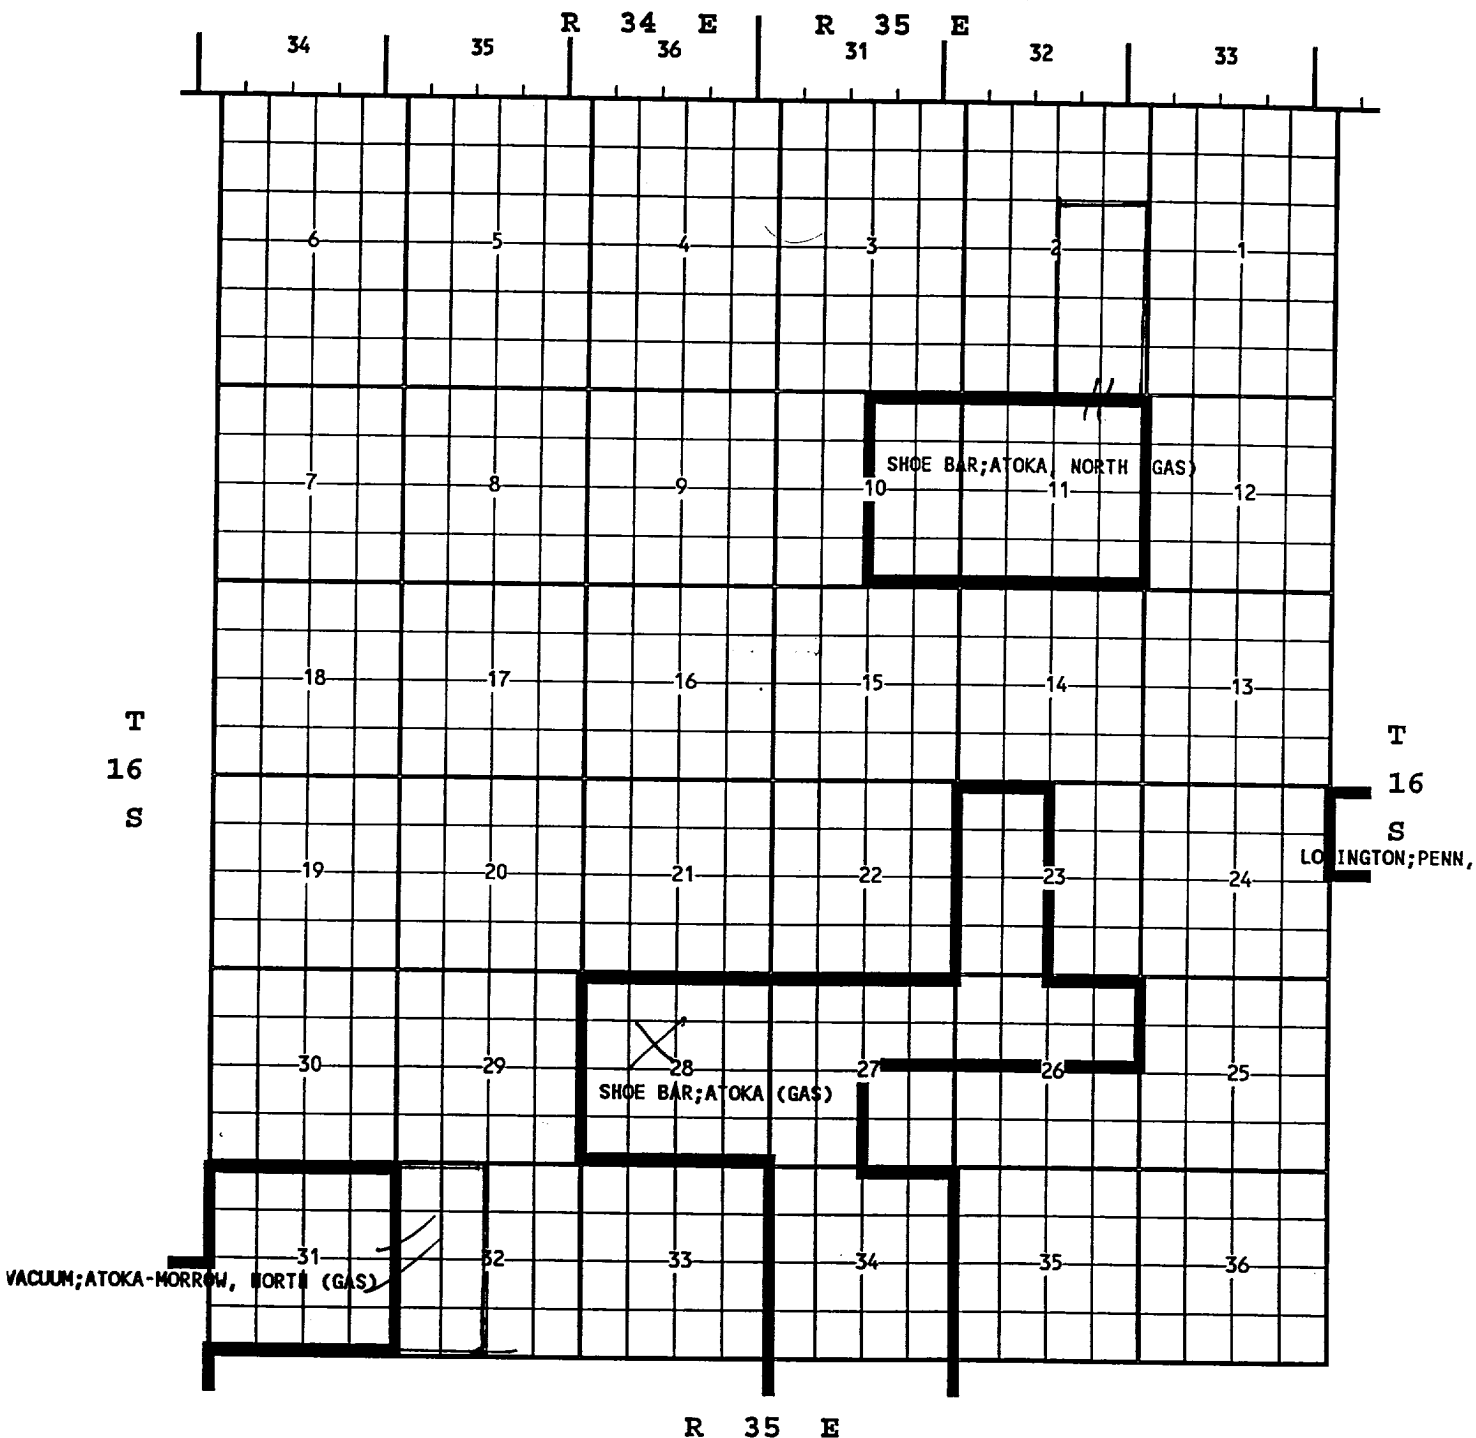 R 34 E R 35 E
34 35 36 31 32 33
6 5 4 3 2 1
SHOE BAR;ATOKA, NORTH (GAS)
7 8 9 10 11 12
18 17 16 15 14 13
T
16
S
T
16
S
LOVINGTON;PENN,
19 20 21 22 23 24
30 29 28 27 26 25
SHOE BAR;ATOKA (GAS)
31 32 33 34 35 36
VACUUM;ATOKA-MORROW, NORTH (GAS)
R 35 E